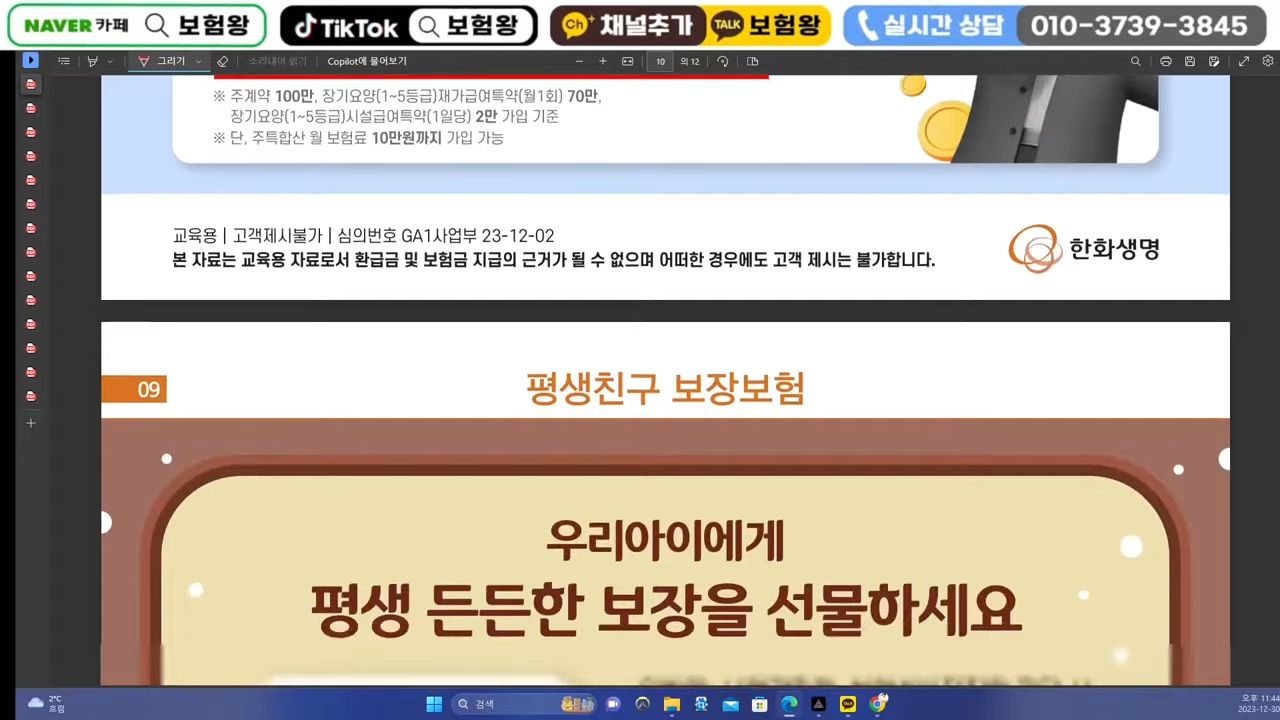 NAVER 카페 보험왕 TikTok 보험왕 Ch+ 채널추가 TALK 보험왕 실시간 상담 010-3739-3845
그리기 소리내어 읽기 Copilot에 물어보기 10 의 12
※ 주계약 100만, 장기요양(1~5등급)재가급여특약(월1회) 70만,
장기요양(1~5등급)시설급여특약(1일당) 2만 가입 기준
※ 단, 주특합산 월 보험료 10만원까지 가입 가능
교육용 | 고객제시불가 | 심의번호 GA1사업부 23-12-02
본 자료는 교육용 자료로서 환급금 및 보험금 지급의 근거가 될 수 없으며 어떠한 경우에도 고객 제시는 불가합니다.
한화생명
09
평생친구 보장보험
우리아이에게
평생 든든한 보장을 선물하세요
2°C
흐림
검색
오후 11:44
2023-12-30